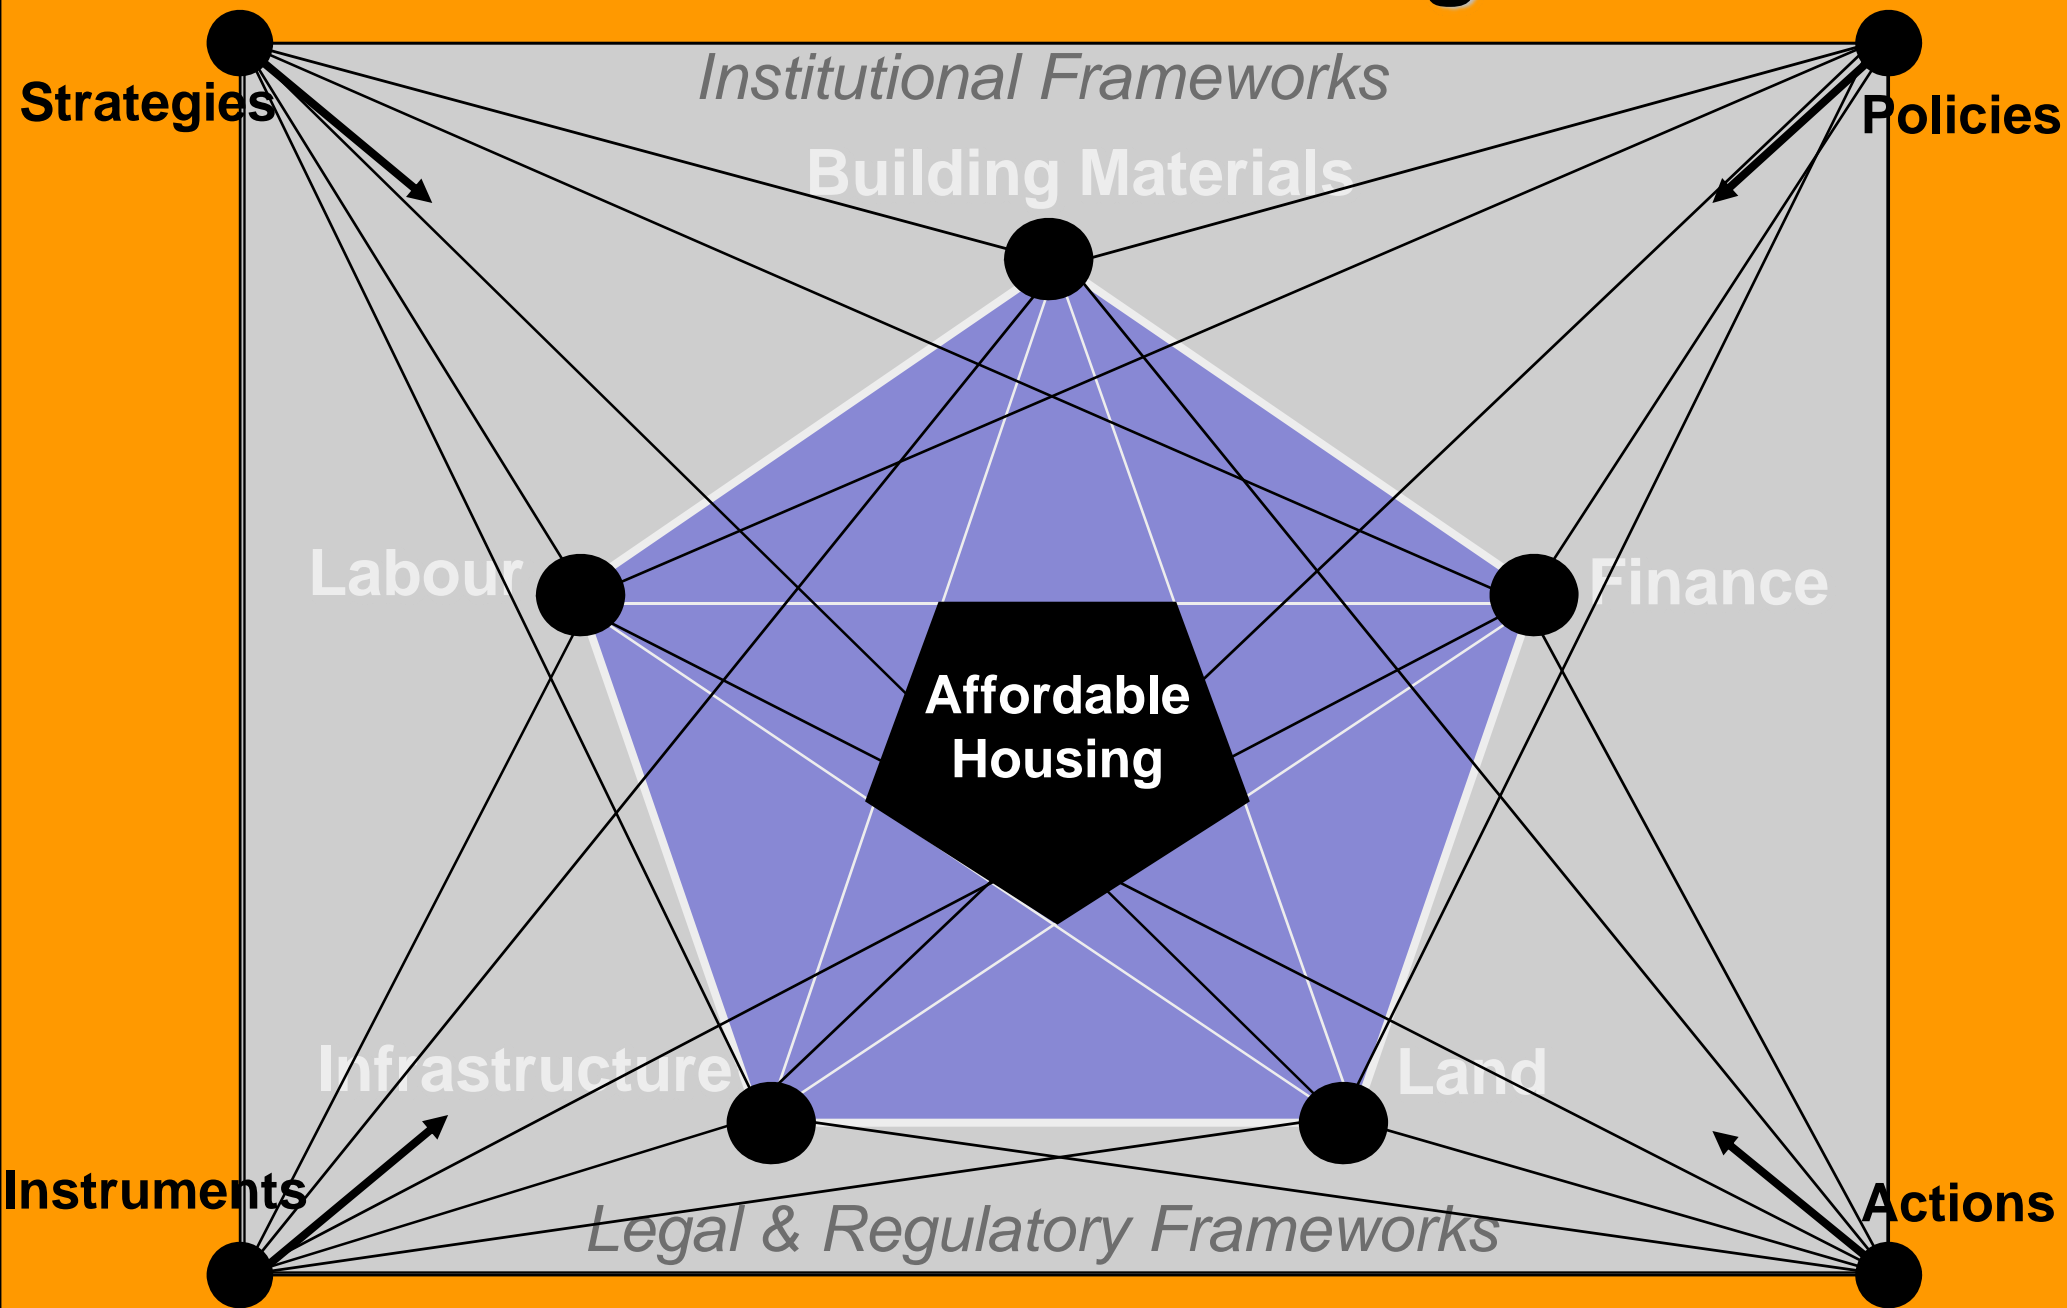 Institutional Frameworks
Strategies
Policies
Building Materials
Labour
Finance
Affordable
Housing
Infrastructure
Land
Instruments
Actions
Legal & Regulatory Frameworks